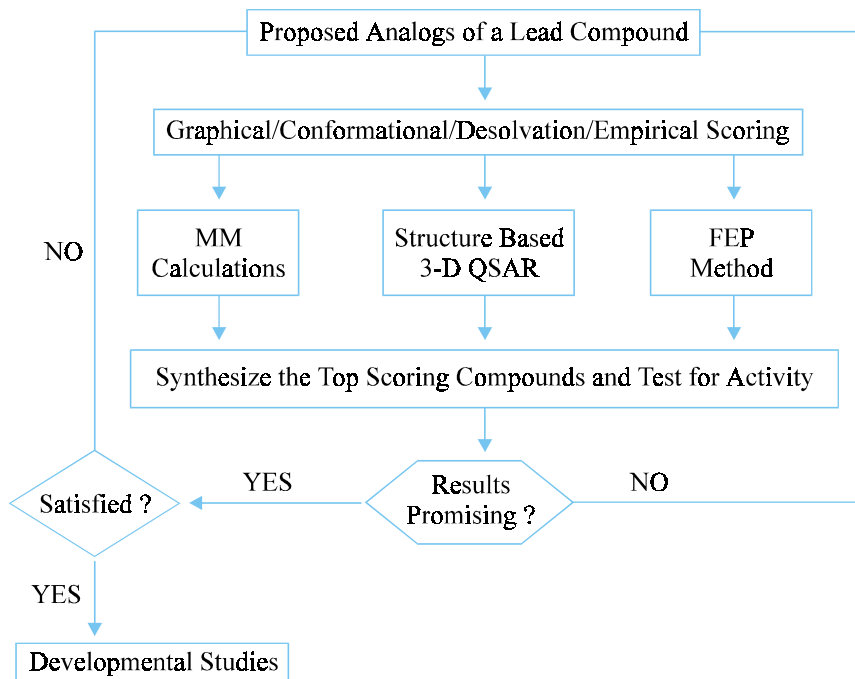 Proposed Analogs of a Lead Compound
Graphical/Conformational/Desolvation/Empirical Scoring
MM
Calculations
Structure Based
3-D QSAR
FEP
Method
NO
Synthesize the Top Scoring Compounds and Test for Activity
Results
Promising ?
YES
NO
Satisfied ?
YES
Developmental Studies